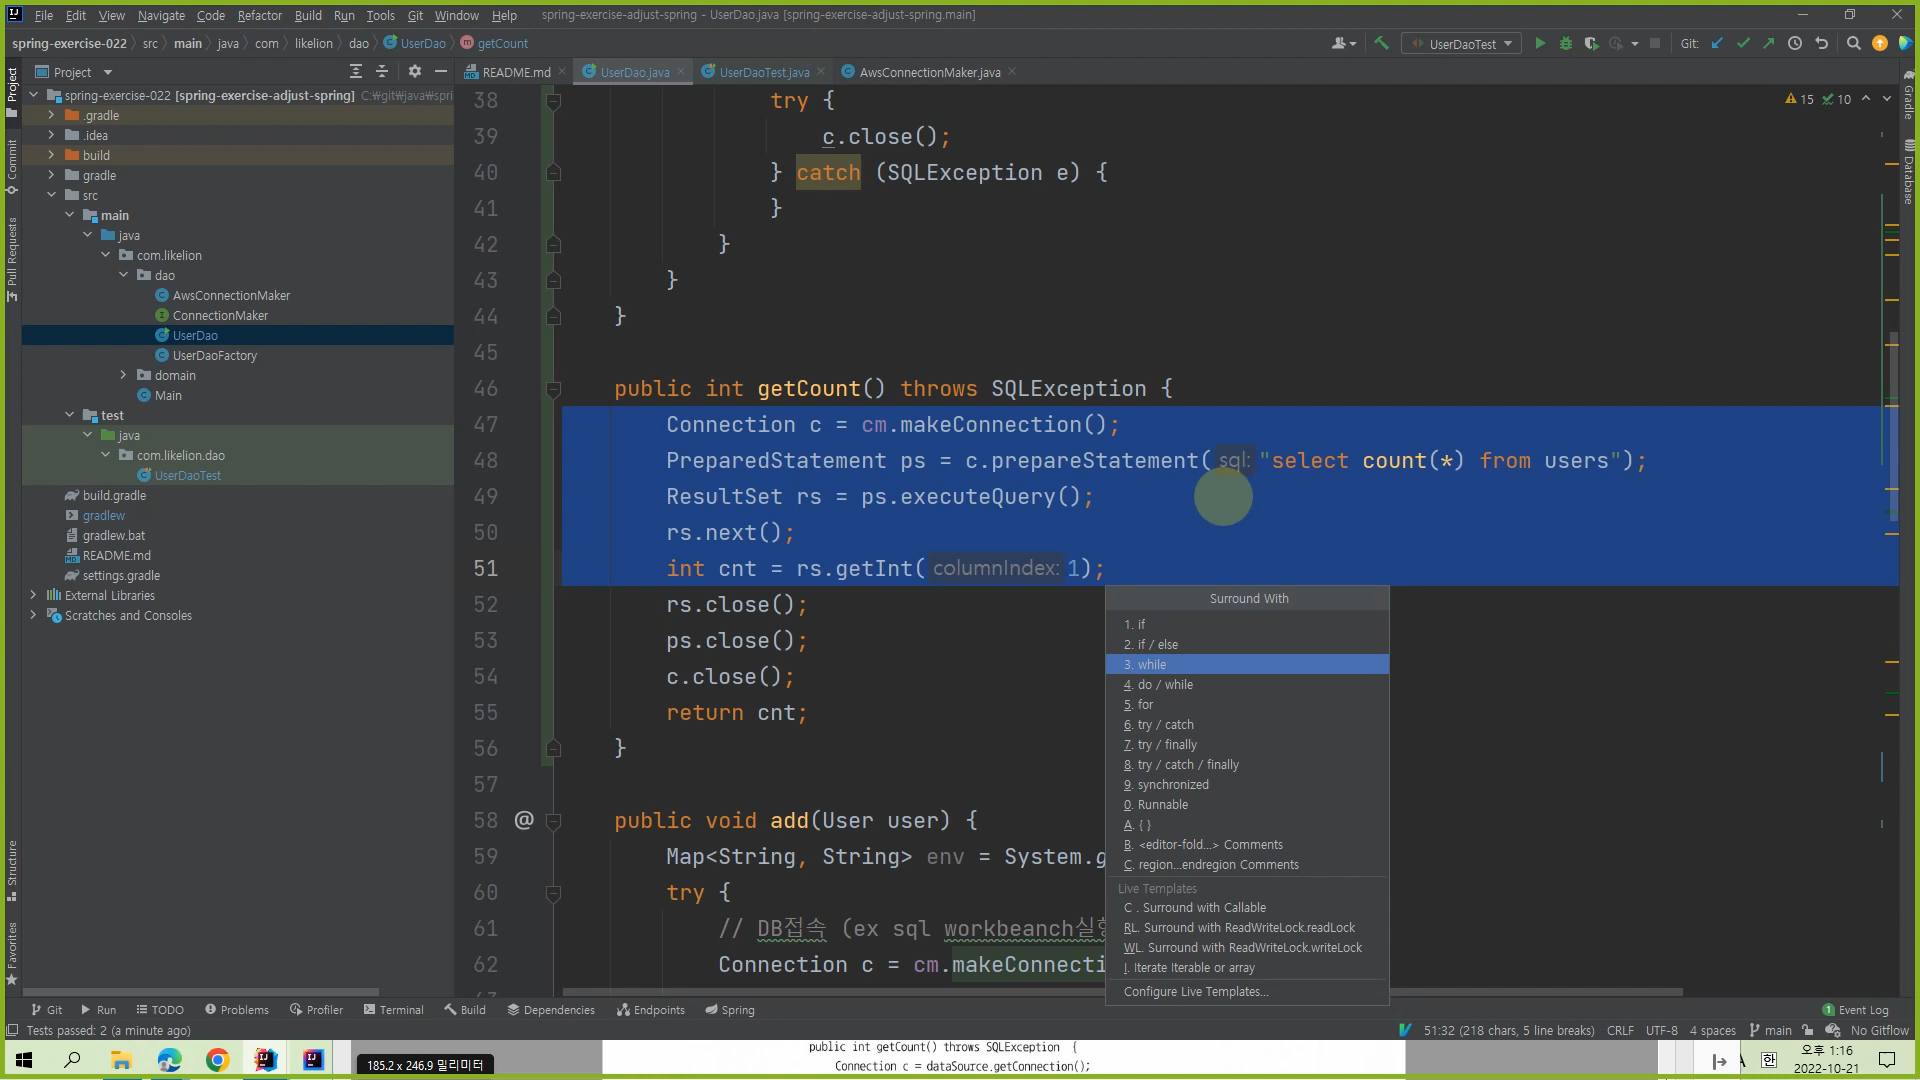 File Edit View Navigate Code Refactor Build Run Tools Git Window Help spring-exercise-adjust-spring - UserDao.java [spring-exercise-adjust-spring.main]
spring-exercise-022 src main java com likelion dao UserDao getCount
UserDaoTest Git:
Project
README.md UserDao.java UserDaoTest.java AwsConnectionMaker.java
spring-exercise-022 [spring-exercise-adjust-spring] C:₩git₩java₩spri
.gradle
.idea
build
gradle
src
main
java
com.likelion
dao
AwsConnectionMaker
ConnectionMaker
UserDao
UserDaoFactory
domain
Main
test
java
com.likelion.dao
UserDaoTest
build.gradle
gradlew
gradlew.bat
README.md
settings.gradle
External Libraries
Scratches and Consoles
Project
Commit
Pull Requests
Structure
Favorites
Gradle
Database
15 10
38 try {
39 c.close();
40 } catch (SQLException e) {
41 }
42 }
43 }
44 }
45
46 public int getCount() throws SQLException {
47 Connection c = cm.makeConnection();
48 PreparedStatement ps = c.prepareStatement( sql: "select count(*) from users");
49 ResultSet rs = ps.executeQuery();
50 rs.next();
51 int cnt = rs.getInt( columnIndex: 1);
52 rs.close();
53 ps.close();
54 c.close();
55 return cnt;
56 }
57
58 @ public void add(User user) {
59 Map<String, String> env = System.g
60 try {
61 // DB접속 (ex sql workbeanch실행
62 Connection c = cm.makeConnecti
Surround With
1. if
2. if / else
3. while
4. do / while
5. for
6. try / catch
7. try / finally
8. try / catch / finally
9. synchronized
0. Runnable
A. { }
B. <editor-fold...> Comments
C. region...endregion Comments
Live Templates
C . Surround with Callable
RL. Surround with ReadWriteLock.readLock
WL. Surround with ReadWriteLock.writeLock
I. Iterate Iterable or array
Configure Live Templates...
Git Run TODO Problems Profiler Terminal Build Dependencies Endpoints Spring
1 Event Log
Tests passed: 2 (a minute ago)
51:32 (218 chars, 5 line breaks) CRLF UTF-8 4 spaces main No Gitflow
185.2 x 246.9 밀리미터
public int getCount() throws SQLException {
Connection c = dataSource.getConnection();
A 한
오후 1:16
2022-10-21